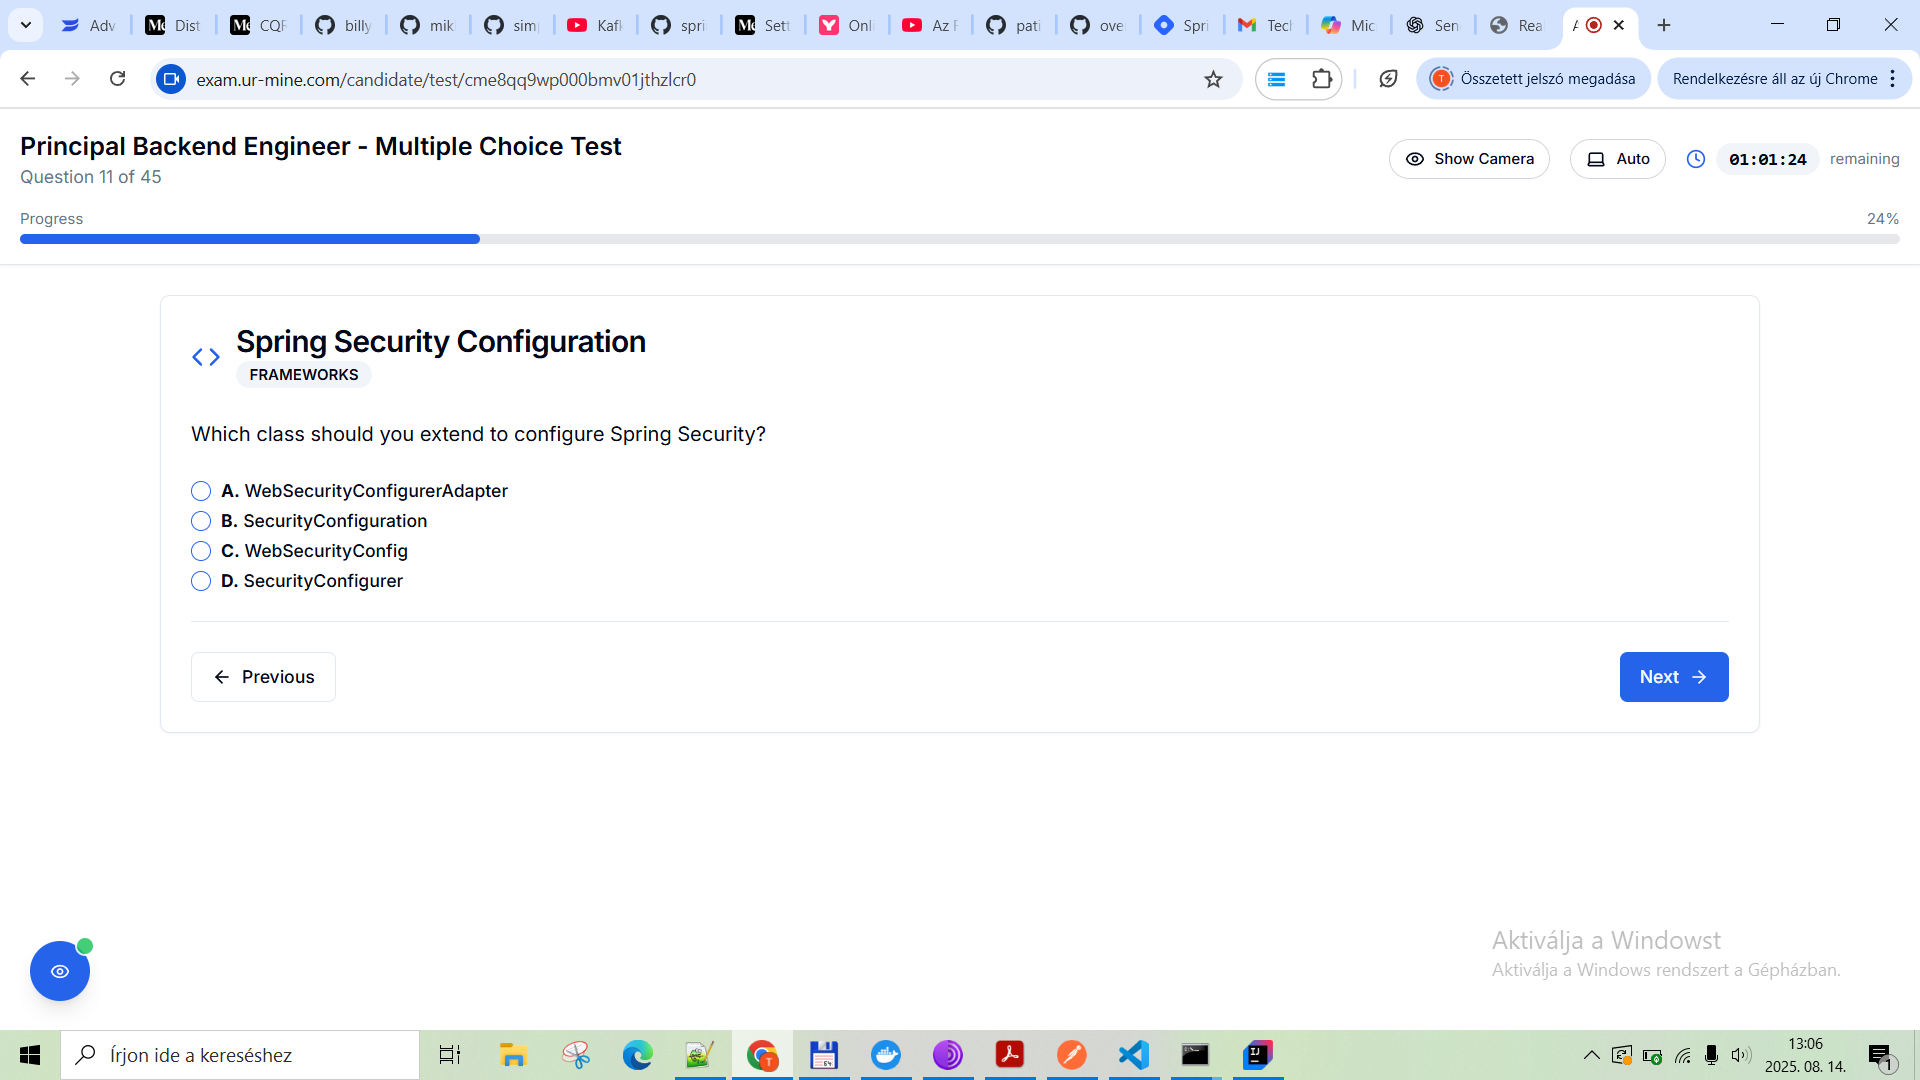 Adv
Dist
CQF
billy
mik
sim
Kafk
spri
Sett
Onli
Az F
pati
ove
Spri
Tech
Mic
Sen
Rea
exam.ur-mine.com/candidate/test/cme8qq9wp000bmv01jthzlcr0
T
Összetett jelszó megadása
Rendelkezésre áll az új Chrome
Principal Backend Engineer - Multiple Choice Test
Question 11 of 45
Show Camera
Auto
01:01:24
remaining
Progress
24%
Spring Security Configuration
FRAMEWORKS
Which class should you extend to configure Spring Security?
A. WebSecurityConfigurerAdapter
B. SecurityConfiguration
C. WebSecurityConfig
D. SecurityConfigurer
Previous
Next
Aktiválja a Windowst
Aktiválja a Windows rendszert a Gépházban.
Írjon ide a kereséshez
13:06
2025. 08. 14.
1